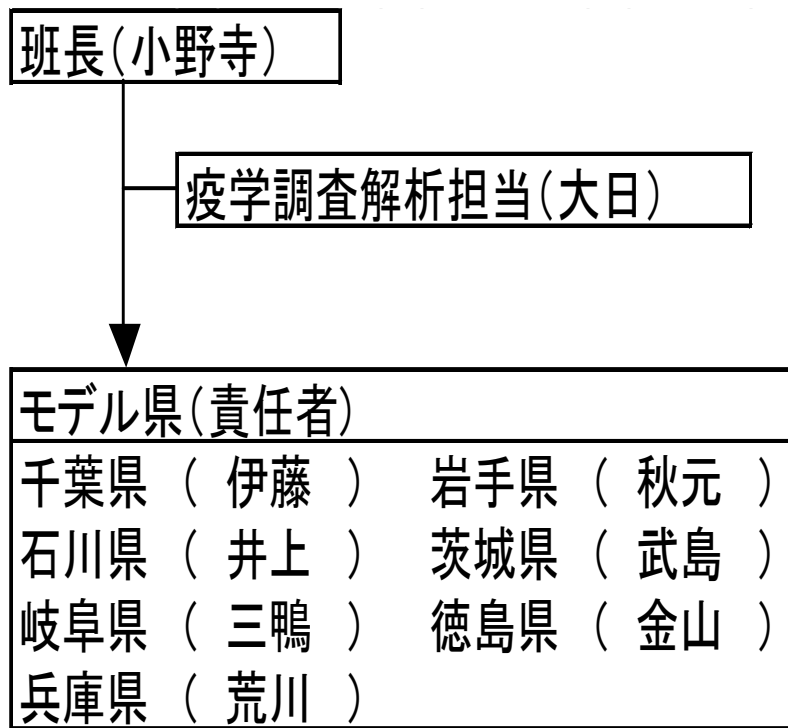 班長(小野寺)
疫学調査解析担当(大日)
モデル県(責任者)
千葉県 ( 伊藤 ) 岩手県 ( 秋元 )
石川県 ( 井上 ) 茨城県 ( 武島 )
岐阜県 ( 三鴨 ) 徳島県 ( 金山 )
兵庫県 ( 荒川 )